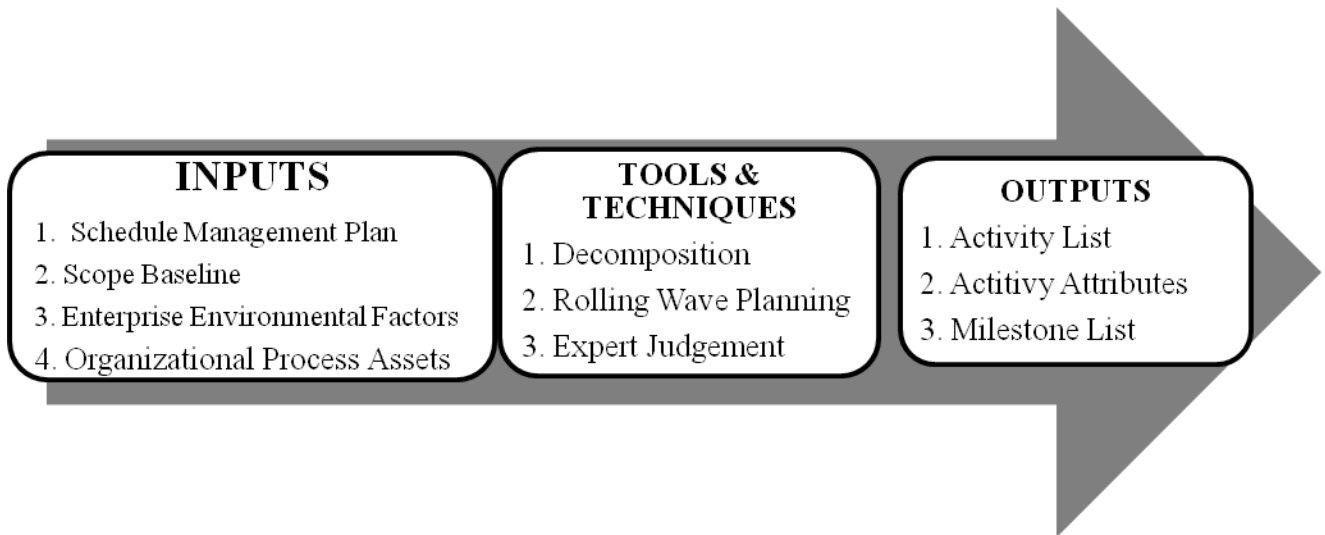 INPUTS
1. Schedule Management Plan
2. Scope Baseline
3. Enterprise Environmental Factors
4. Organizational Process Assets
TOOLS &
TECHNIQUES
1. Decomposition
2. Rolling Wave Planning
3. Expert Judgement
OUTPUTS
1. Activity List
2. Actitivy Attributes
3. Milestone List